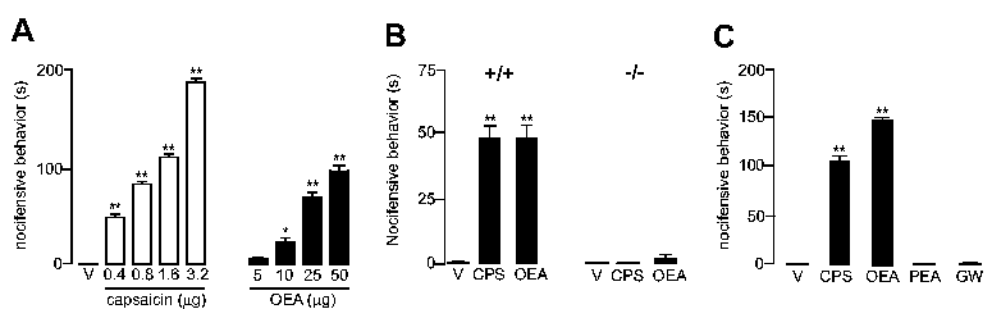 A
nocifensive behavior (s)
200
100
0
** ** ** **
* ** **
V 0.4 0.8 1.6 3.2 5 10 25 50
capsaicin (µg) OEA (µg)
B
Nocifensive behavior (s)
75
50
25
0
+/+ -/-
** **
V CPS OEA V CPS OEA
C
nocifensive behavior (s)
200
150
100
50
0
** **
V CPS OEA PEA GW